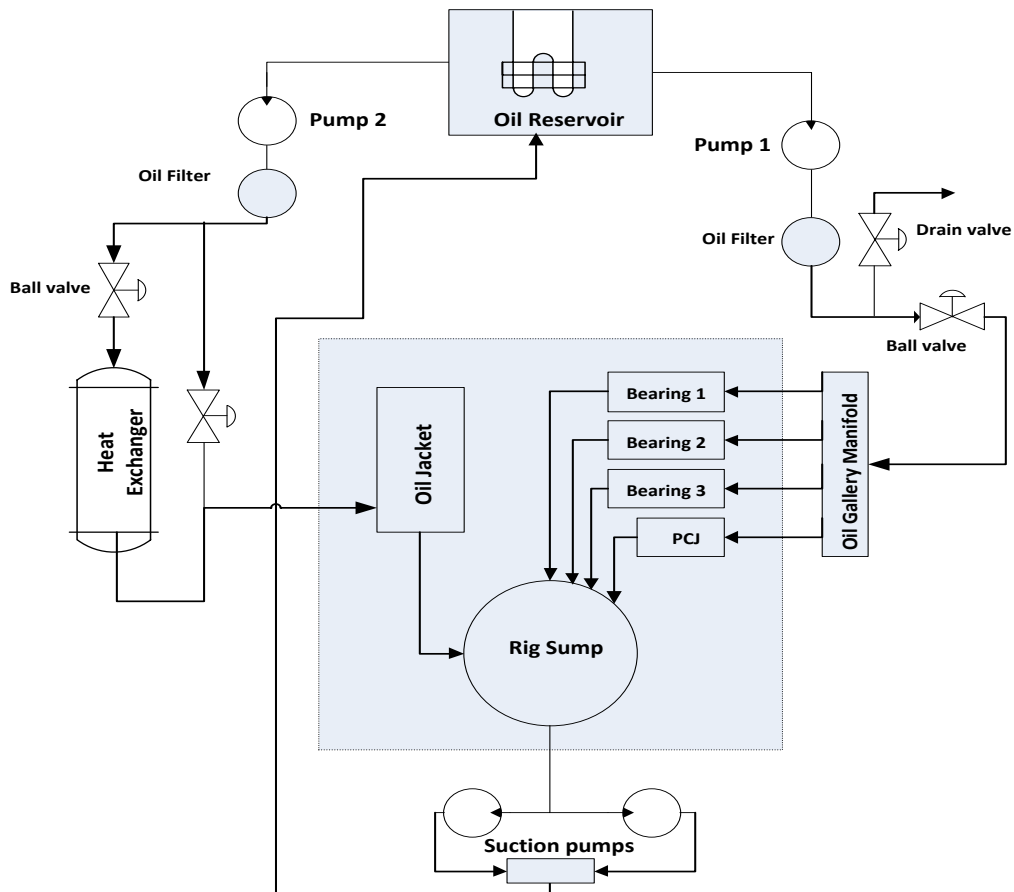 Oil Reservoir
Pump 2
Pump 1
Oil Filter
Oil Filter
Drain valve
Ball valve
Ball valve
Heat
Exchanger
Oil Jacket
Bearing 1
Bearing 2
Bearing 3
PCJ
Oil Gallery Manifold
Rig Sump
Suction pumps